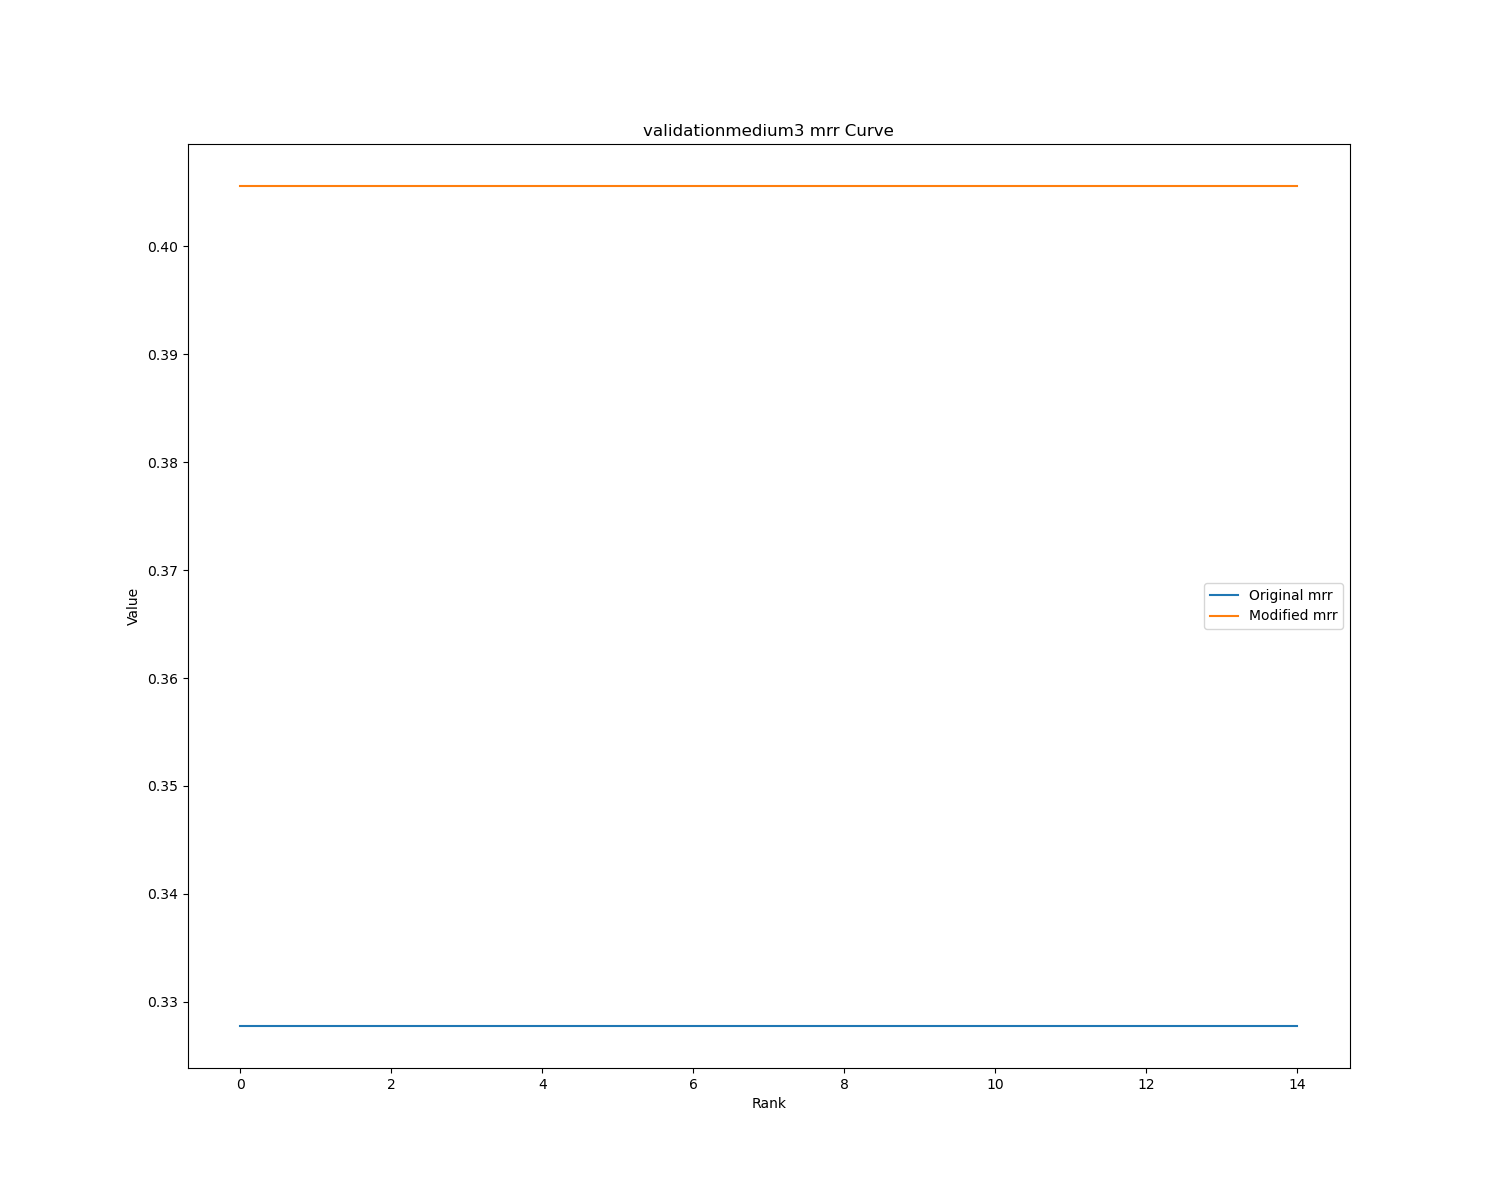 validationmedium3 mrr Curve
0.40
0.39
0.38
0.37
0.36
0.35
0.34
0.33
Value
Original mrr
Modified mrr
0 2 4 6 8 10 12 14
Rank